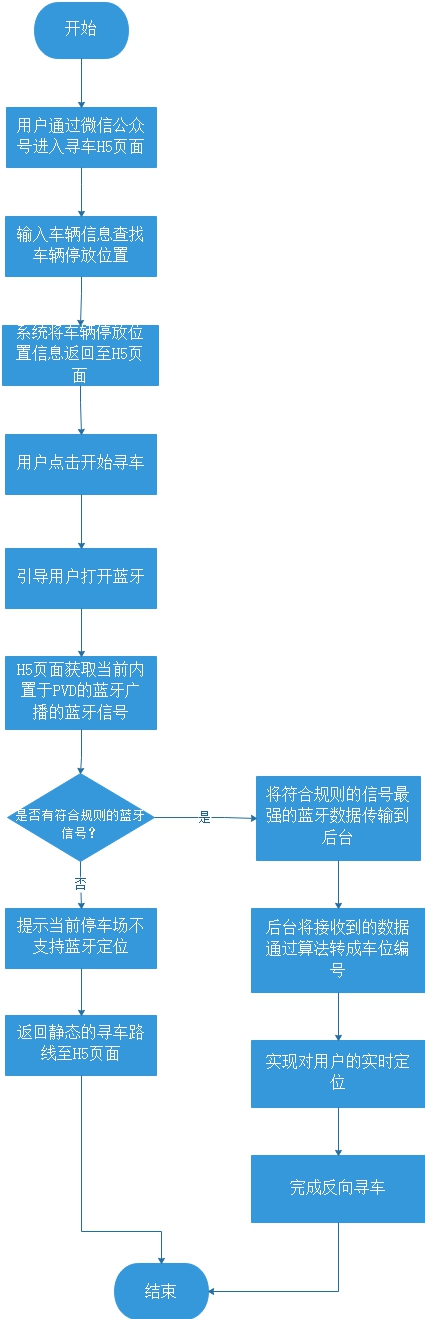 开始
用户通过微信公众
号进入寻车H5页面
输入车辆信息查找
车辆停放位置
系统将车辆停放位
置信息返回至H5页
面
用户点击开始寻车
引导用户打开蓝牙
H5页面获取当前内
置于PVD的蓝牙广
播的蓝牙信号
是否有符合规则的蓝牙
信号？
是
将符合规则的信号最
强的蓝牙数据传输到
后台
否
提示当前停车场不
支持蓝牙定位
后台将接收到的数据
通过算法转成车位编
号
返回静态的寻车路
线至H5页面
实现对用户的实时定
位
完成反向寻车
结束